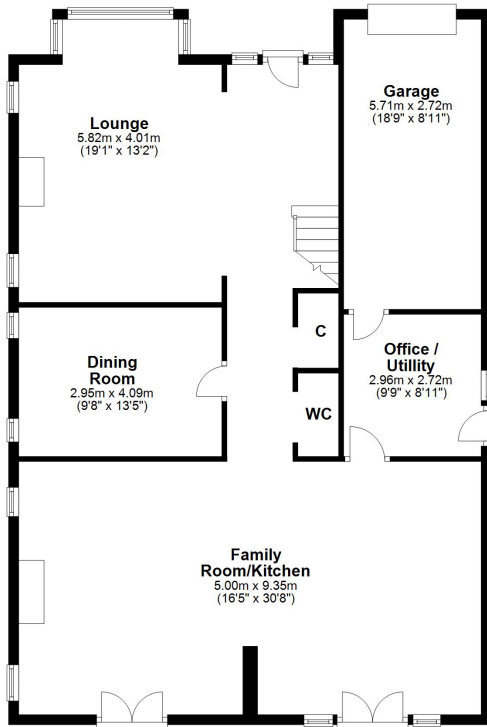 Lounge
5.82m x 4.01m
(19'1" x 13'2")
Garage
5.71m x 2.72m
(18'9" x 8'11")
Dining
Room
2.95m x 4.09m
(9'8" x 13'5")
C
WC
Office /
Utillity
2.96m x 2.72m
(9'9" x 8'11")
Family
Room/Kitchen
5.00m x 9.35m
(16'5" x 30'8")